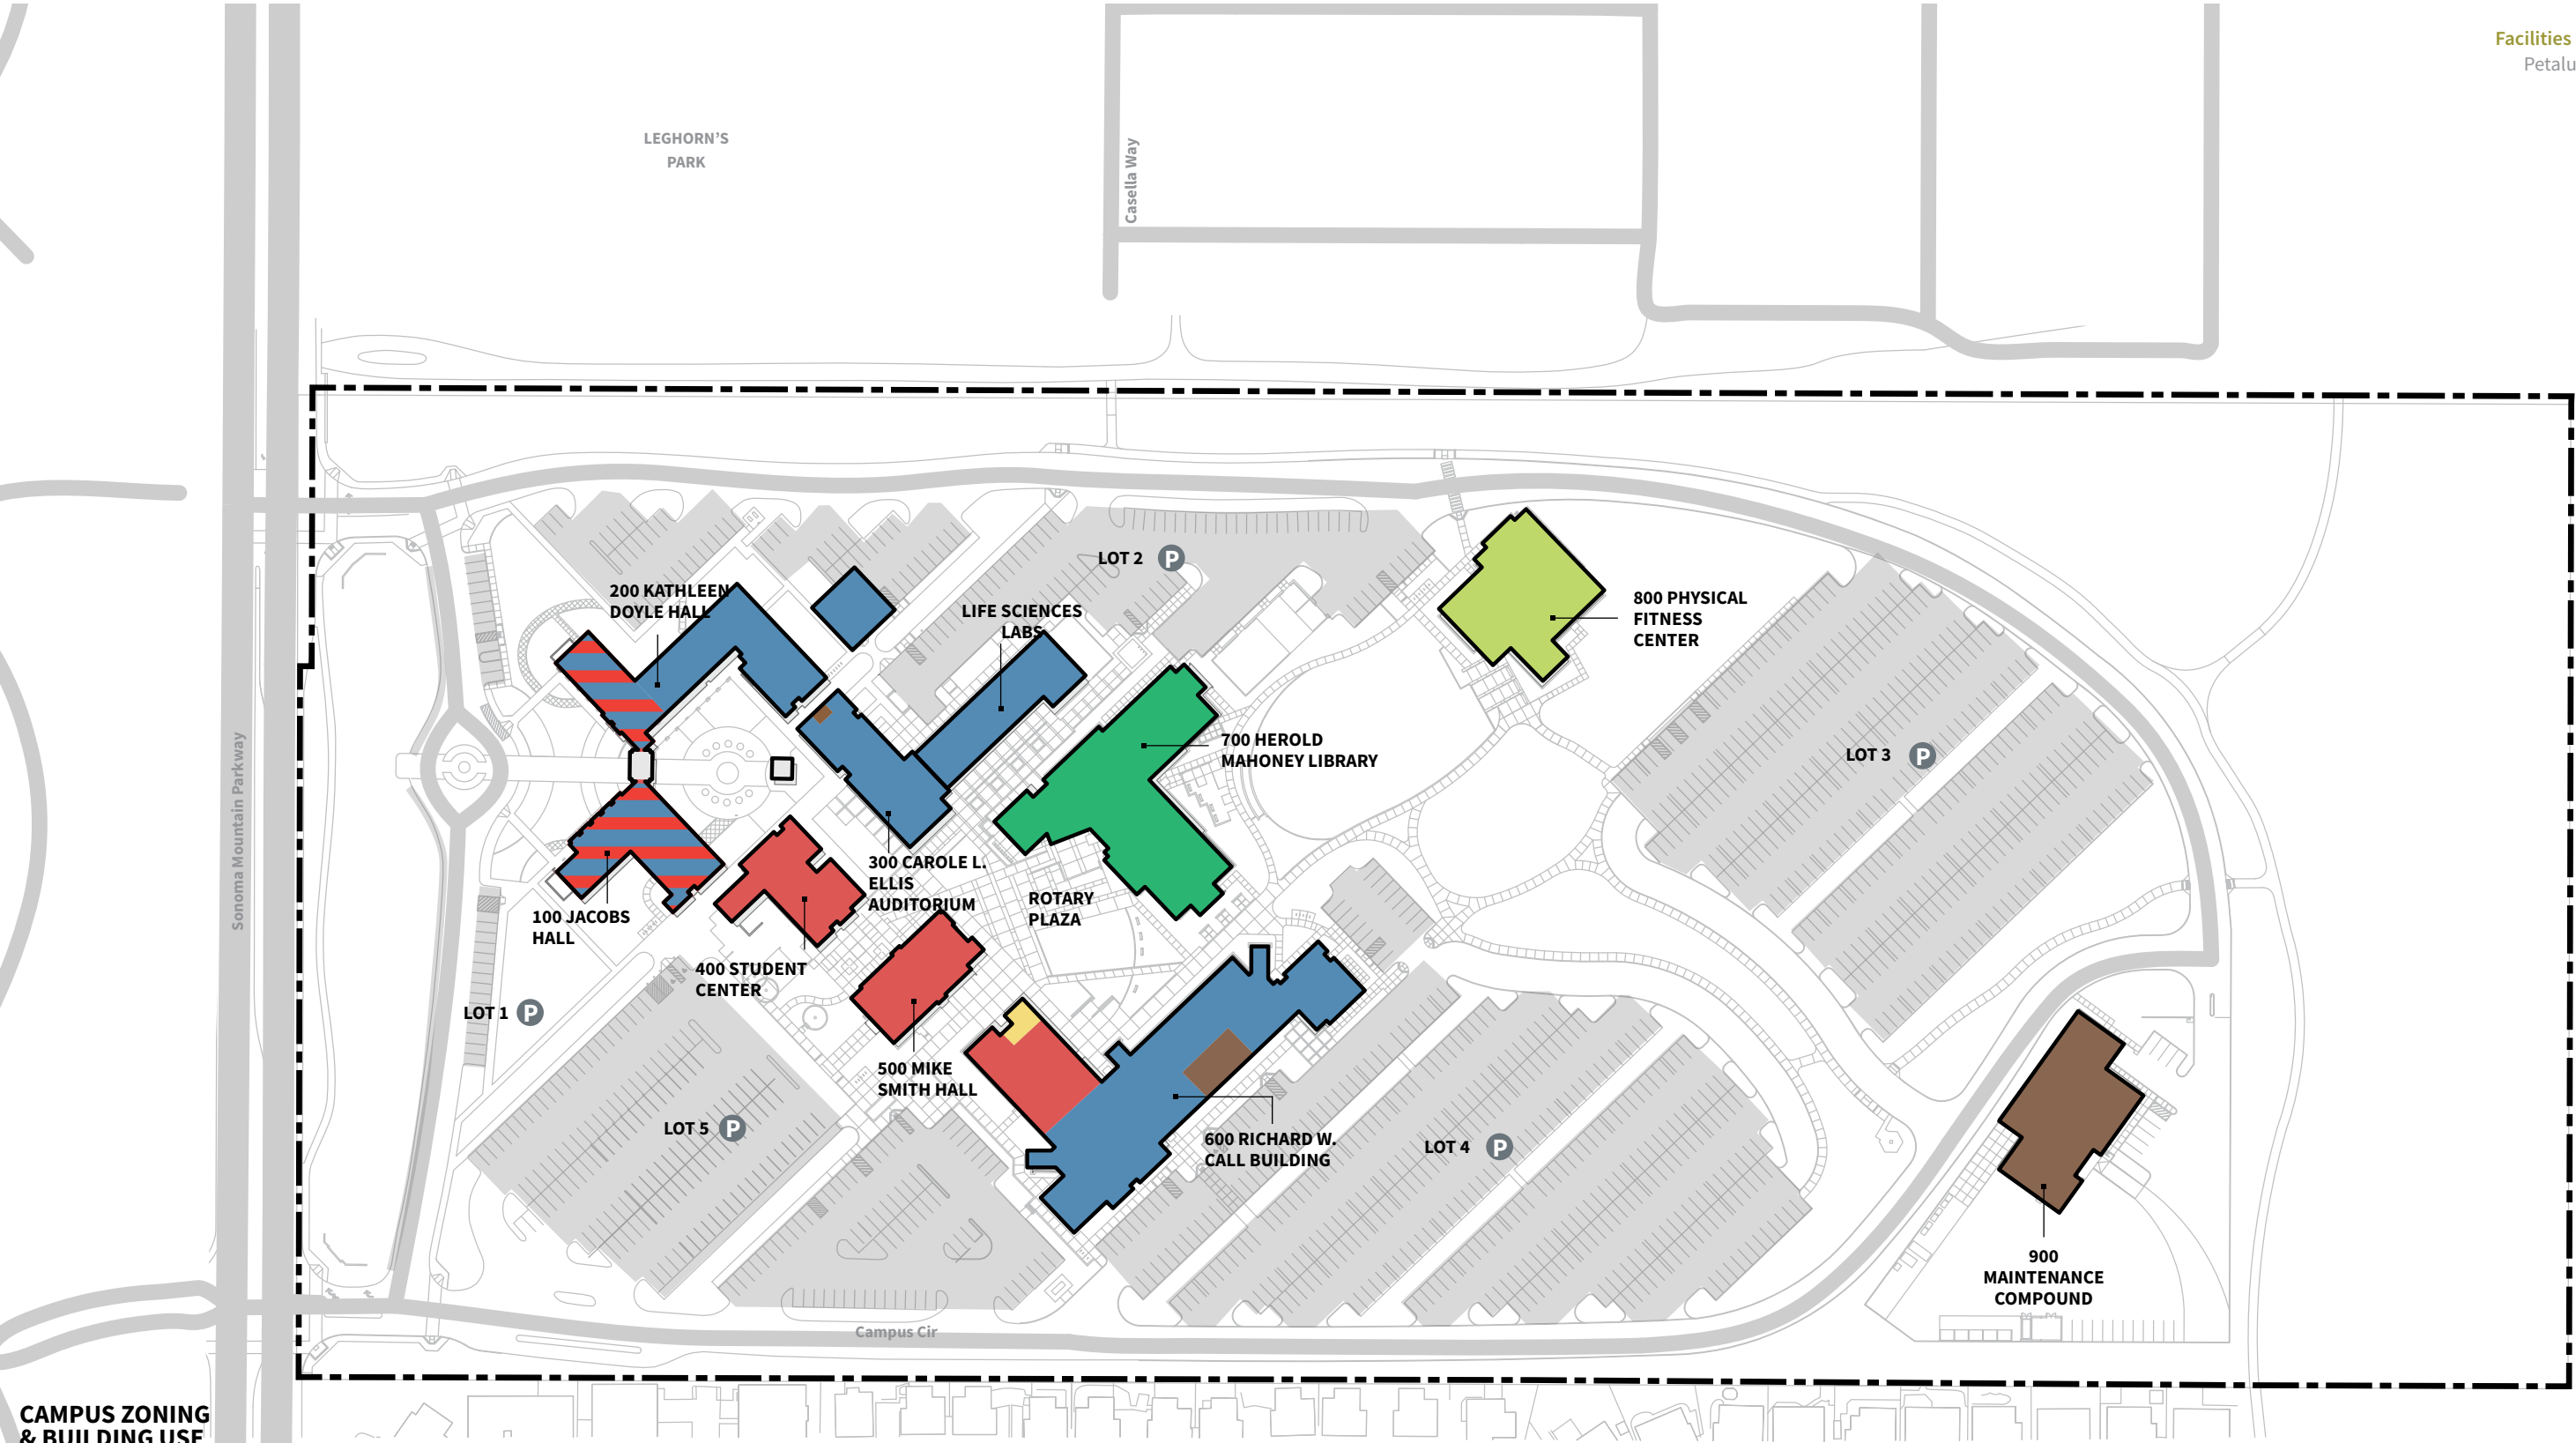 Facilities
Petalu
LEGHORN'S
PARK
Casella Way
LOT 2 P
200 KATHLEEN
DOYLE HALL
LIFE SCIENCES
LABS
800 PHYSICAL
FITNESS
CENTER
700 HEROLD
MAHONEY LIBRARY
LOT 3 P
Sonoma Mountain Parkway
300 CAROLE L.
ELLIS
AUDITORIUM
ROTARY
PLAZA
100 JACOBS
HALL
400 STUDENT
CENTER
LOT 1 P
500 MIKE
SMITH HALL
LOT 5 P
600 RICHARD W.
CALL BUILDING
LOT 4 P
900
MAINTENANCE
COMPOUND
Campus Cir
CAMPUS ZONING
& BUILDING USE